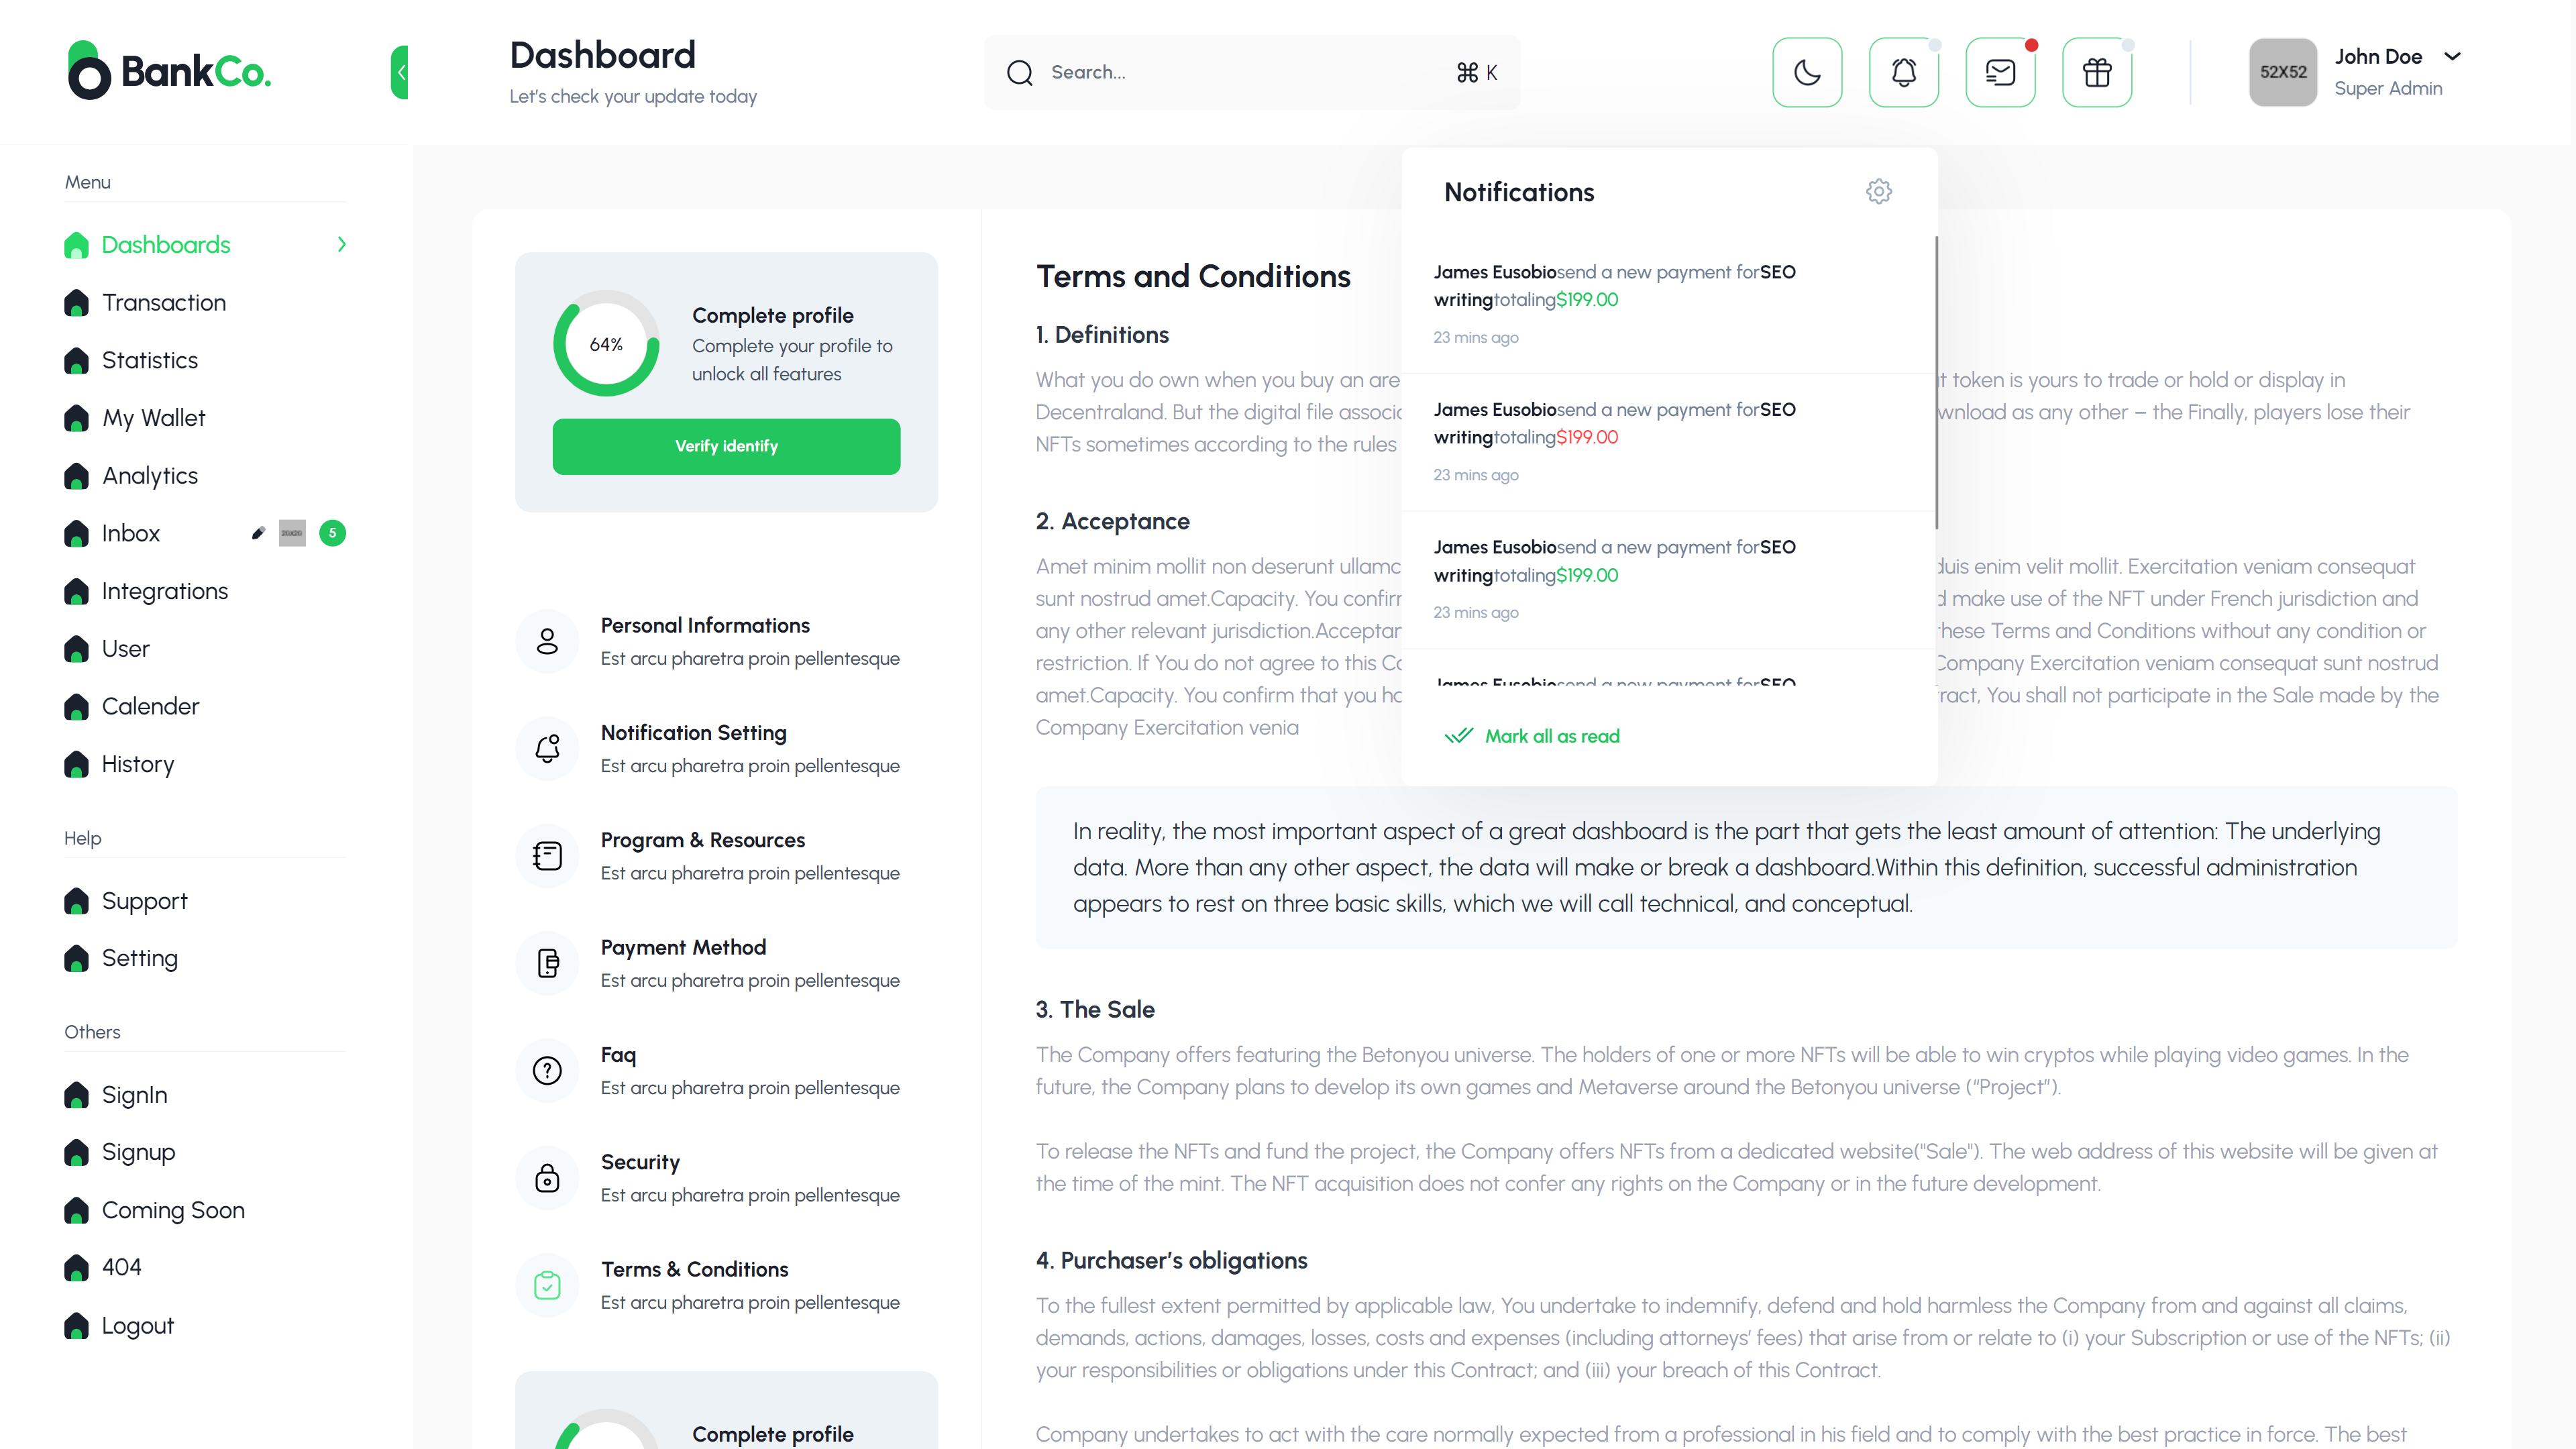 BankCo.
Dashboard
Let's check your update today
Search...
⌘ K
52X52
John Doe
Super Admin
Menu
Dashboards
Transaction
Statistics
My Wallet
Analytics
Inbox
5
Integrations
User
Calender
History
Help
Support
Setting
Others
SignIn
Signup
Coming Soon
404
Logout
64%
Complete profile
Complete your profile to
unlock all features
Verify identify
Personal Informations
Est arcu pharetra proin pellentesque
Notification Setting
Est arcu pharetra proin pellentesque
Program & Resources
Est arcu pharetra proin pellentesque
Payment Method
Est arcu pharetra proin pellentesque
Faq
Est arcu pharetra proin pellentesque
Security
Est arcu pharetra proin pellentesque
Terms & Conditions
Est arcu pharetra proin pellentesque
Complete profile
Terms and Conditions
1. Definitions
What you do own when you buy an are token is yours to trade or hold or display in
Decentraland. But the digital file as any other – the Finally, players lose their
NFTs sometimes according to the rules
2. Acceptance
Amet minim mollit non deserunt enim velit mollit. Exercitation veniam consequat
sunt nostrud amet.Capacity. You make use of the NFT under French jurisdiction and
any other relevant Terms and Conditions without any condition or
restriction. If You do not agree to this Company Exercitation veniam consequat sunt nostrud
amet.Capacity. You confirm that you You shall not participate in the Sale made by the
Company Exercitation venia
In reality, the most important aspect of a great dashboard is the part that gets the least amount of attention: The underlying
data. More than any other aspect, the data will make or break a dashboard.Within this definition, successful administration
appears to rest on three basic skills, which we will call technical, and conceptual.
3. The Sale
The Company offers featuring the Betonyou universe. The holders of one or more NFTs will be able to win cryptos while playing video games. In the
future, the Company plans to develop its own games and Metaverse around the Betonyou universe ("Project").
To release the NFTs and fund the project, the Company offers NFTs from a dedicated website("Sale"). The web address of this website will be given at
the time of the mint. The NFT acquisition does not confer any rights on the Company or in the future development.
4. Purchaser's obligations
To the fullest extent permitted by applicable law, You undertake to indemnify, defend and hold harmless the Company from and against all claims,
demands, actions, damages, losses, costs and expenses (including attorneys' fees) that arise from or relate to (i) your Subscription or use of the NFTs; (ii)
your responsibilities or obligations under this Contract; and (iii) your breach of this Contract.
Company undertakes to act with the care normally expected from a professional in his field and to comply with the best practice in force. The best
Notifications
James Eusobiosend a new payment forSEO
writingtotaling$199.00
23 mins ago
James Eusobiosend a new payment forSEO
writingtotaling$199.00
23 mins ago
James Eusobiosend a new payment forSEO
writingtotaling$199.00
23 mins ago
James Eusobiosend a new payment forSEO
Mark all as read